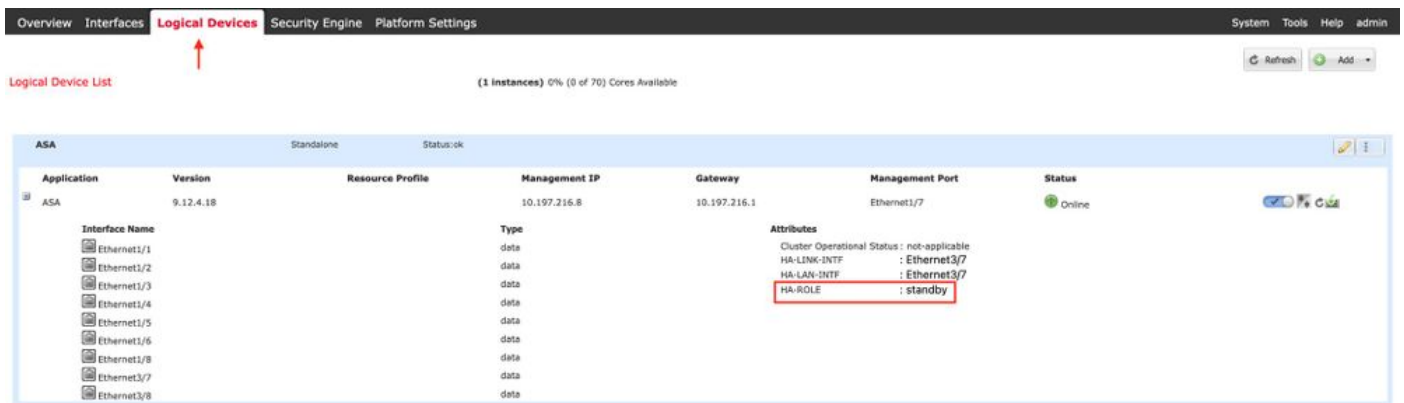 Overview Interfaces Logical Devices Security Engine Platform Settings System Tools Help admin
Refresh Add
Logical Device List (1 instances) 0% (0 of 70) Cores Available
ASA Standalone Status:ok
Application Version Resource Profile Management IP Gateway Management Port Status
ASA 9.12.4.18 10.197.216.8 10.197.216.1 Ethernet1/7 Online
Interface Name Type Attributes
Ethernet1/1 data Cluster Operational Status : not-applicable
Ethernet1/2 data HA-LINK-INTF : Ethernet3/7
Ethernet1/3 data HA-LAN-INTF : Ethernet3/7
Ethernet1/4 data HA-ROLE : standby
Ethernet1/5 data
Ethernet1/6 data
Ethernet1/8 data
Ethernet3/7 data
Ethernet3/8 data